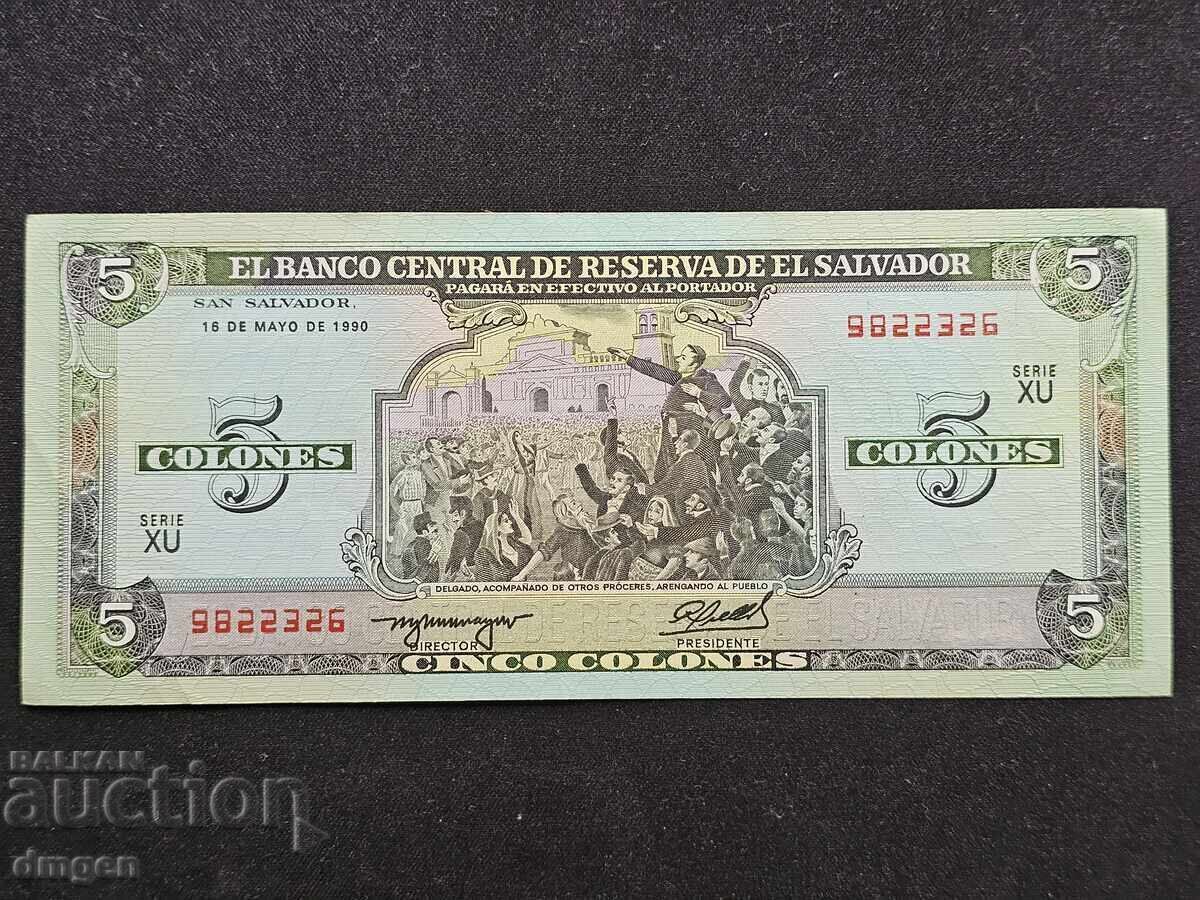 5
5
EL BANCO CENTRAL DE RESERVA DE EL SALVADOR
PAGARÁ EN EFECTIVO AL PORTADOR
SAN SALVADOR,
16 DE MAYO DE 1990
9822326
SERIE
XU
5
COLONES
5
COLONES
SERIE
XU
DELGADO, ACOMPAÑADO DE OTROS PRÓCERES, ARENGANDO AL PUEBLO
5
5
9822326
DIRECTOR
PRESIDENTE
CINCO COLONES
BALKAN
auction
dmgen